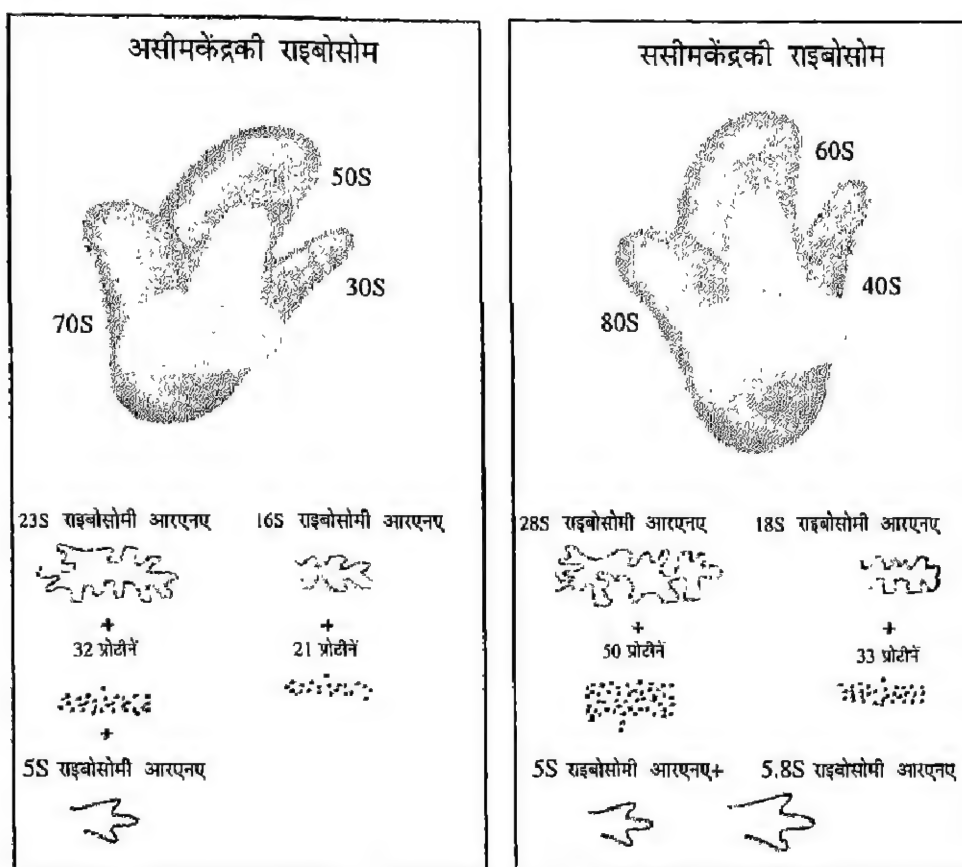 असीमकेंद्रकी राइबोसोम
50S
30S
70S
23S राइबोसोमी आरएनए
16S राइबोसोमी आरएनए
+
32 प्रोटीनें
+
21 प्रोटीनें
+
5S राइबोसोमी आरएनए
ससीमकेंद्रकी राइबोसोम
60S
40S
80S
28S राइबोसोमी आरएनए
18S राइबोसोमी आरएनए
+
50 प्रोटीनें
+
33 प्रोटीनें
5S राइबोसोमी आरएनए+
5.8S राइबोसोमी आरएनए